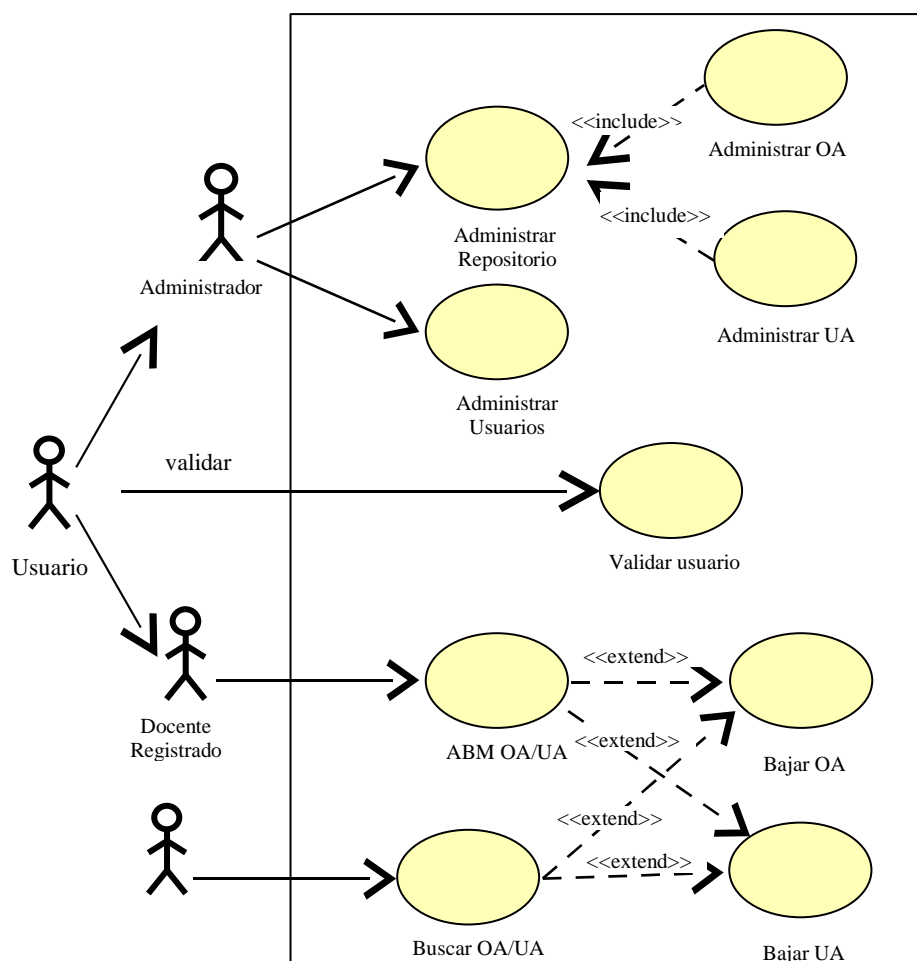 <<include>>
Administrar OA
<<include>>
Administrar
Repositorio
Administrador
Administrar UA
Administrar
Usuarios
validar
Usuario
Validar usuario
<<extend>>
Docente
Registrado
<<extend>>
ABM OA/UA
Bajar OA
<<extend>>
<<extend>>
Buscar OA/UA
Bajar UA